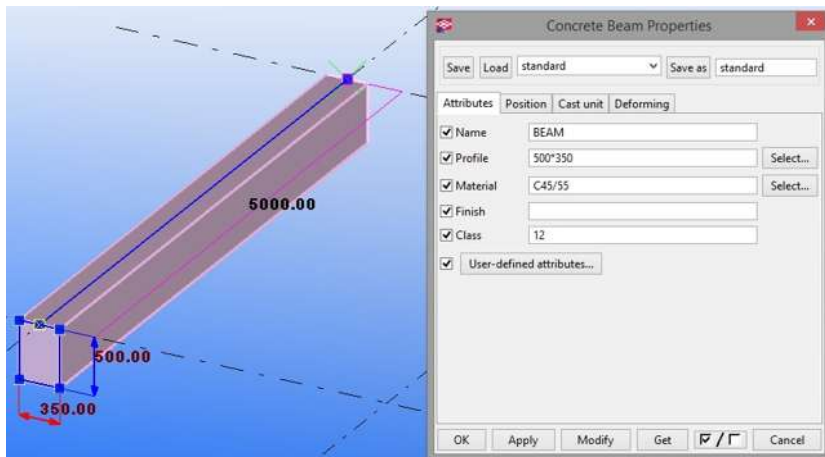 Concrete Beam Properties
Save Load standard Save as standard
Attributes Position Cast unit Deforming
Name BEAM
Profile 500*350 Select...
Material C45/55 Select...
Finish
Class 12
User-defined attributes...
OK Apply Modify Get / Cancel
5000.00
500.00
350.00